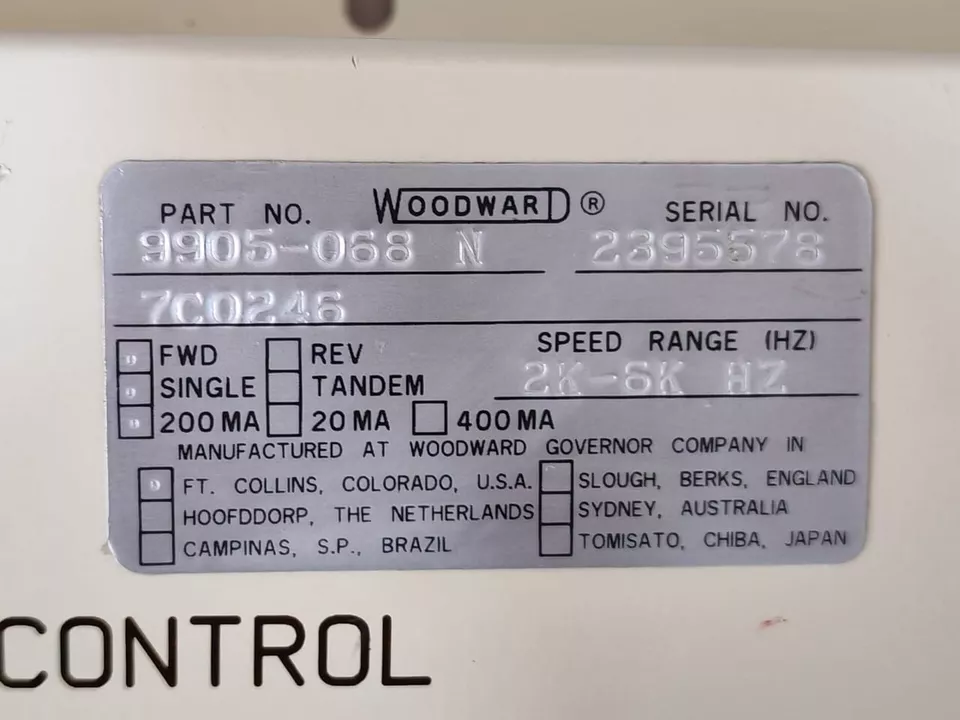 PART NO. WOODWARD® SERIAL NO.
9905-068 N 2395578
7C0246
FWD REV SPEED RANGE (HZ)
SINGLE TANDEM 2K-6K HZ
200 MA 20 MA 400 MA
MANUFACTURED AT WOODWARD GOVERNOR COMPANY IN
FT. COLLINS, COLORADO, U.S.A. SLOUGH, BERKS, ENGLAND
HOOFDDORP, THE NETHERLANDS SYDNEY, AUSTRALIA
CAMPINAS, S.P., BRAZIL TOMISATO, CHIBA, JAPAN
CONTROL